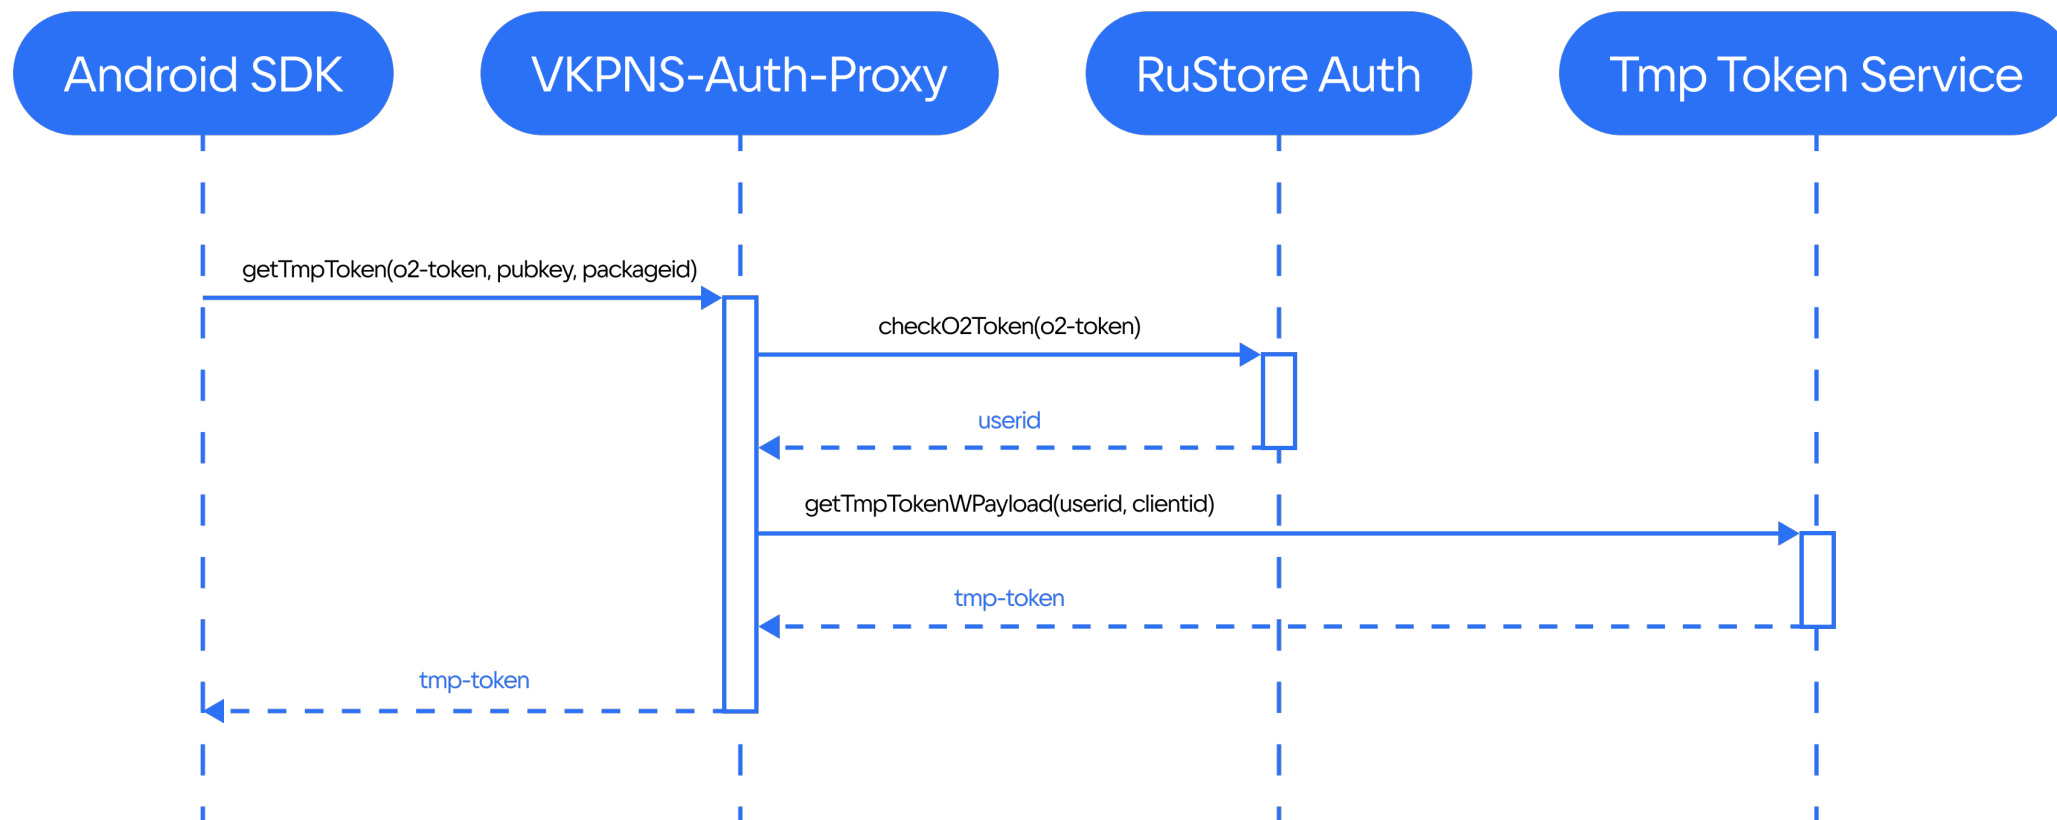 Android SDK
VKPNS-Auth-Proxy
RuStore Auth
Tmp Token Service
getTmpToken(o2-token, pubkey, packageid)
checkO2Token(o2-token)
userid
getTmpTokenWPayload(userid, clientid)
tmp-token
tmp-token